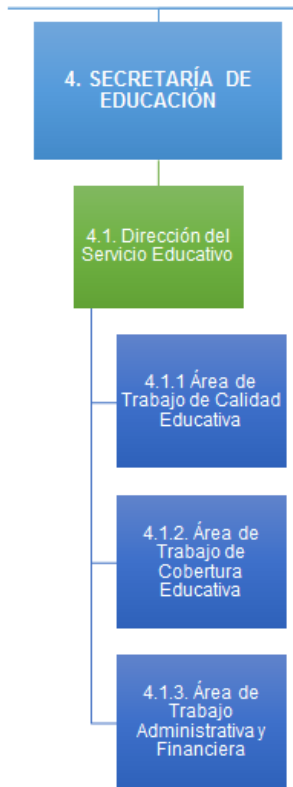 4. SECRETARÍA DE
EDUCACIÓN
4.1. Dirección del
Servicio Educativo
4.1.1 Área de
Trabajo de Calidad
Educativa
4.1.2. Área de
Trabajo de
Cobertura
Educativa
4.1.3. Área de
Trabajo
Administrativa y
Financiera